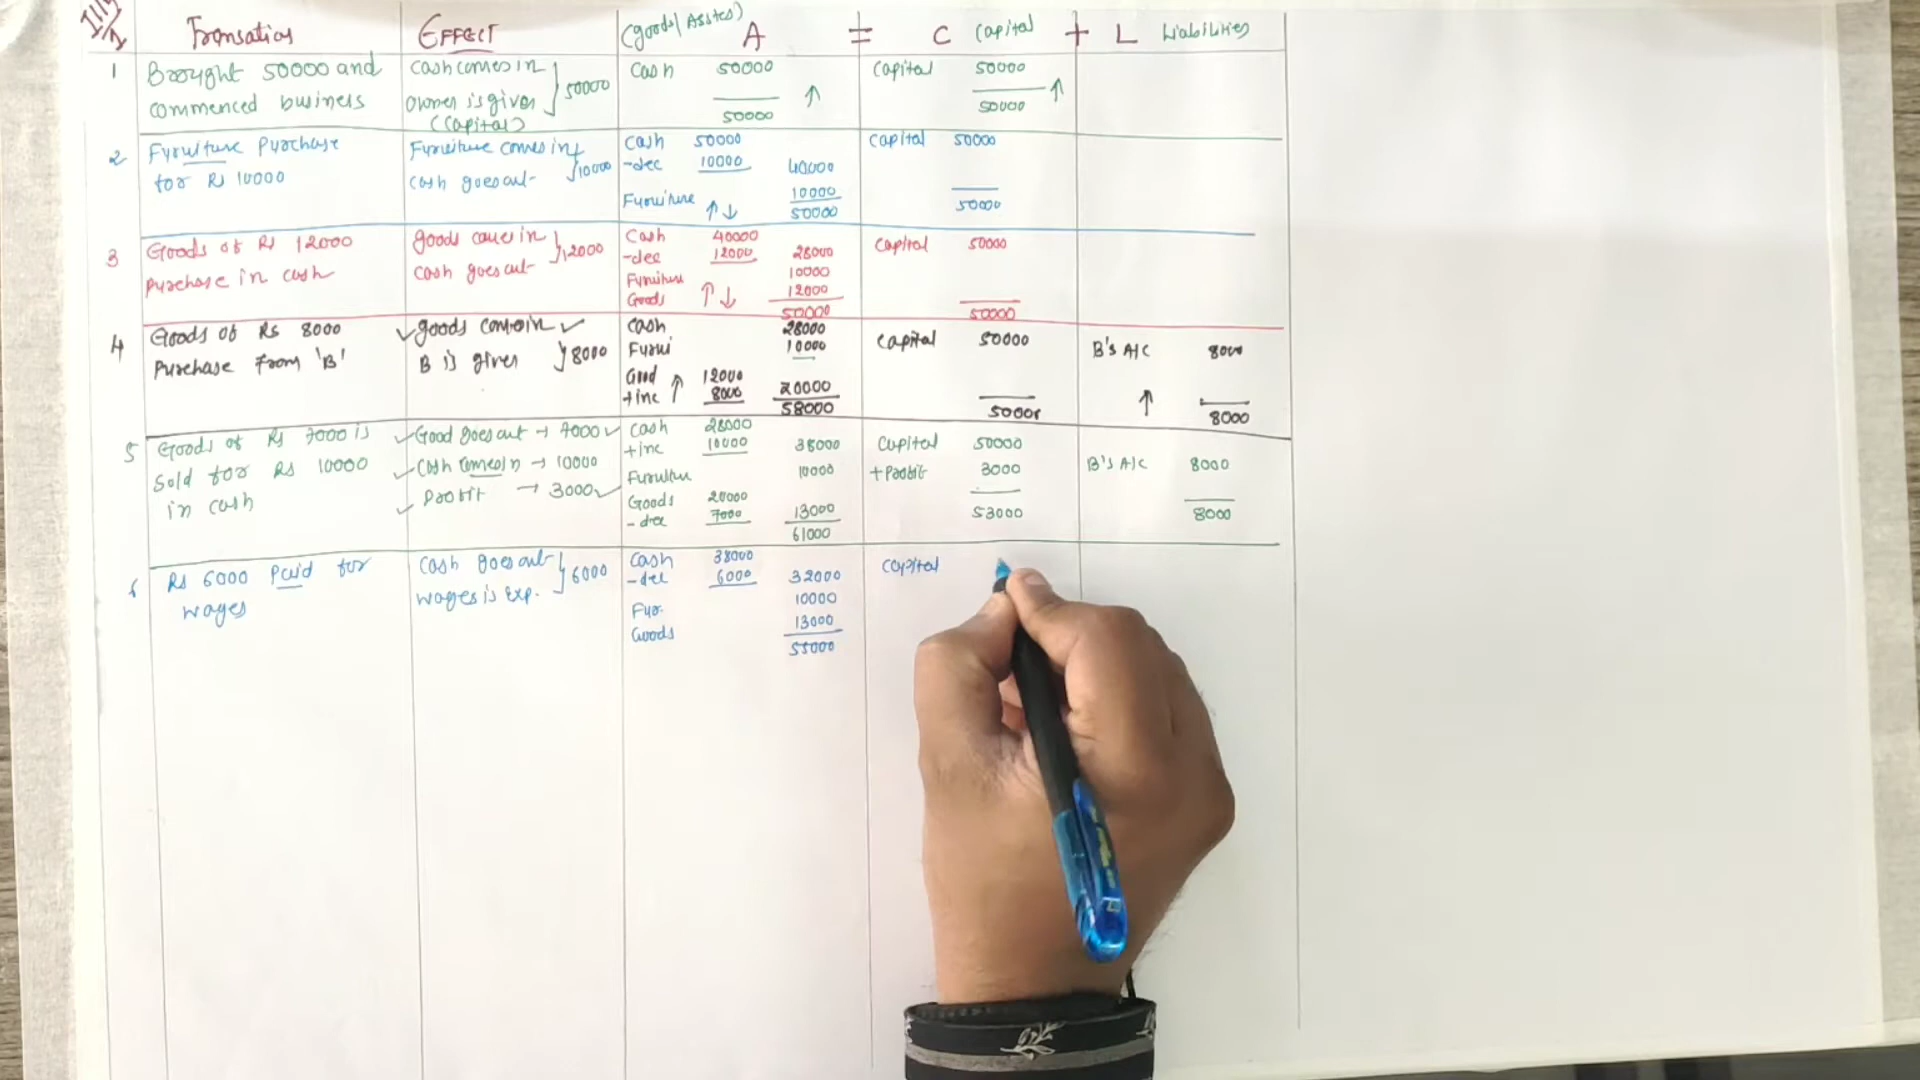 Ill/2 Transation EFFECT (goods/Asstes) A = C Capital + L Liabilities
1 Brought 50000 and commenced business
Cash comes in
owner is giver } 50000
(Capital)
Cash 50000
50000 ↑
Capital 50000
50000 ↑
2 Furniture Purchase
for Rs 10000
Furniture comes in
Cash goes out } 10000
Cash 50000
-dec 10000 40000
Furniture ↑↓ 10000
50000
Capital 50000
50000
3 Goods of Rs 12000
purchase in cash
goods comes in
cash goes out } 12000
Cash 40000
-dec 12000 28000
Furniture 10000
Goods ↑↓ 12000
50000
Capital 50000
50000
4 Goods of Rs 8000
Purchase from 'B'
✓ goods come in ✓
B is giver } 8000
Cash 28000
Furni 10000
Good ↑ 12000
+inc 8000 20000
58000
Capital 50000
50000
B's A/C 8000
↑ 8000
5 Goods of Rs 7000 is
Sold for Rs 10000
in cash
✓ Good goes out → 7000 ✓
✓ Cash comes in → 10000
✓ Profit → 3000 ✓
Cash 28000
+inc 10000 38000
Furniture 10000
Goods 20000
-dec 7000 13000
61000
Capital 50000
+Profit 3000
53000
B's A/C 8000
8000
6 Rs 6000 Paid for
wages
Cash goes out
wages is exp. } 6000
Cash 38000
-dec 6000 32000
Fur. 10000
Goods 13000
55000
Capital